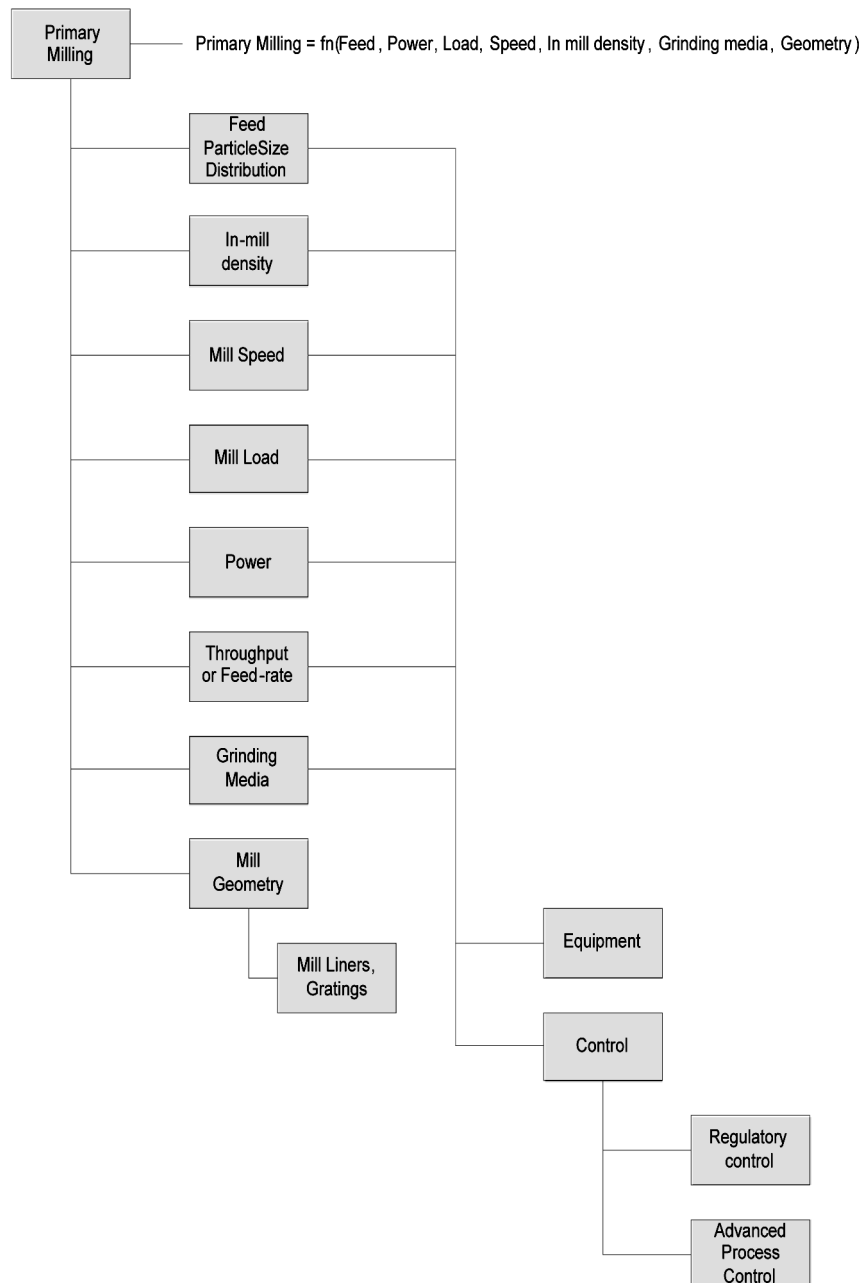 Primary
Milling
Primary Milling = fn(Feed, Power, Load, Speed, In mill density, Grinding media, Geometry)
Feed
ParticleSize
Distribution
In-mill
density
Mill Speed
Mill Load
Power
Throughput
or Feed-rate
Grinding
Media
Mill
Geometry
Mill Liners,
Gratings
Equipment
Control
Regulatory
control
Advanced
Process
Control